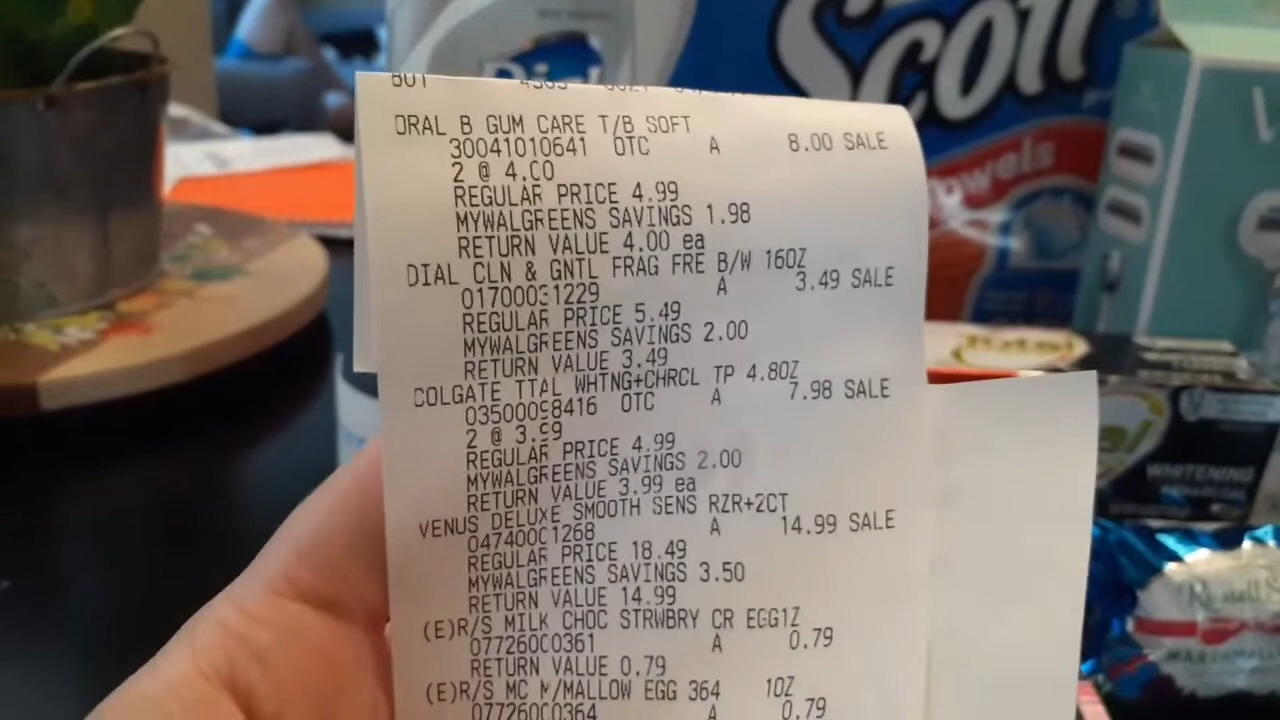 Dial
Scott
Towels
ORAL B GUM CARE T/B SOFT
30041010641 OTC A 8.00 SALE
2 @ 4.00
REGULAR PRICE 4.99
MYWALGREENS SAVINGS 1.98
RETURN VALUE 4.00 ea
DIAL CLN & GNTL FRAG FRE B/W 16OZ
01700031229 A 3.49 SALE
REGULAR PRICE 5.49
MYWALGREENS SAVINGS 2.00
RETURN VALUE 3.49
COLGATE TTAL WHTNG+CHRCL TP 4.8OZ
03500098416 OTC A 7.98 SALE
2 @ 3.99
REGULAR PRICE 4.99
MYWALGREENS SAVINGS 2.00
RETURN VALUE 3.99 ea
VENUS DELUXE SMOOTH SENS RZR+2CT
04740001268 A 14.99 SALE
REGULAR PRICE 18.49
MYWALGREENS SAVINGS 3.50
RETURN VALUE 14.99
(E)R/S MILK CHOC STRWBRY CR EGG1Z
07726000361 A 0.79
RETURN VALUE 0.79
(E)R/S MC M/MALLOW EGG 364 1OZ
07726000364 A 0.79
Total
WHITENING
Russell
MARSHMALLOW